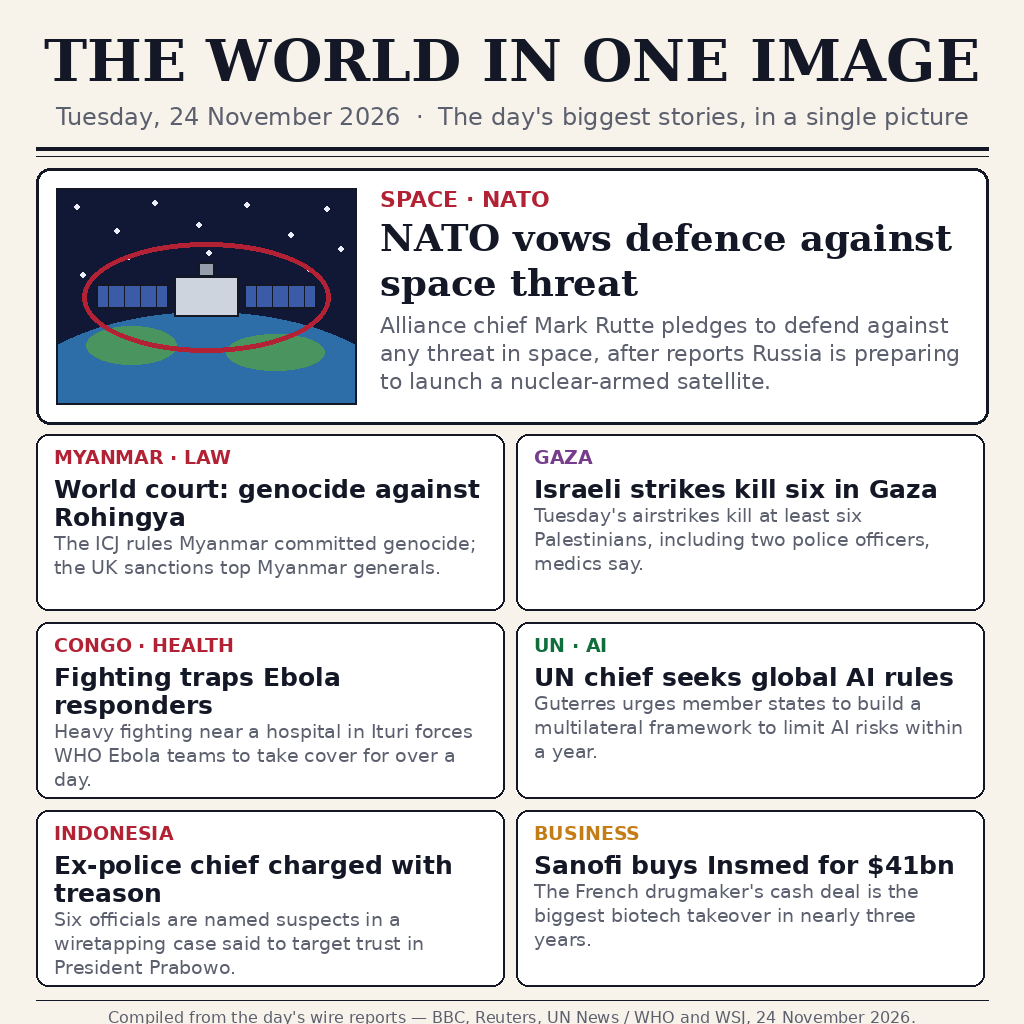 THE WORLD IN ONE IMAGE
Tuesday, 24 November 2026 · The day's biggest stories, in a single picture
SPACE · NATO
NATO vows defence against
space threat
Alliance chief Mark Rutte pledges to defend against
any threat in space, after reports Russia is preparing
to launch a nuclear-armed satellite.
MYANMAR · LAW
World court: genocide against
Rohingya
The ICJ rules Myanmar committed genocide;
the UK sanctions top Myanmar generals.
GAZA
Israeli strikes kill six in Gaza
Tuesday's airstrikes kill at least six
Palestinians, including two police officers,
medics say.
CONGO · HEALTH
Fighting traps Ebola
responders
Heavy fighting near a hospital in Ituri forces
WHO Ebola teams to take cover for over a
day.
UN · AI
UN chief seeks global AI rules
Guterres urges member states to build a
multilateral framework to limit AI risks within
a year.
INDONESIA
Ex-police chief charged with
treason
Six officials are named suspects in a
wiretapping case said to target trust in
President Prabowo.
BUSINESS
Sanofi buys Insmed for $41bn
The French drugmaker's cash deal is the
biggest biotech takeover in nearly three
years.
Compiled from the day's wire reports — BBC, Reuters, UN News / WHO and WSJ, 24 November 2026.